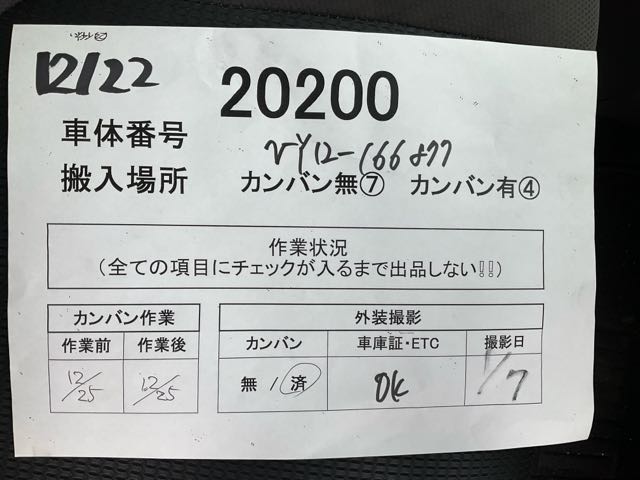 12/22
20200
車体番号 VY12-166877
搬入場所 カンバン無⑦ カンバン有④
作業状況
（全ての項目にチェックが入るまで出品しない!!）
カンバン作業 外装撮影
作業前 作業後 カンバン 車庫証・ETC 撮影日
12/25 12/25 無 / 済 OK 1/7